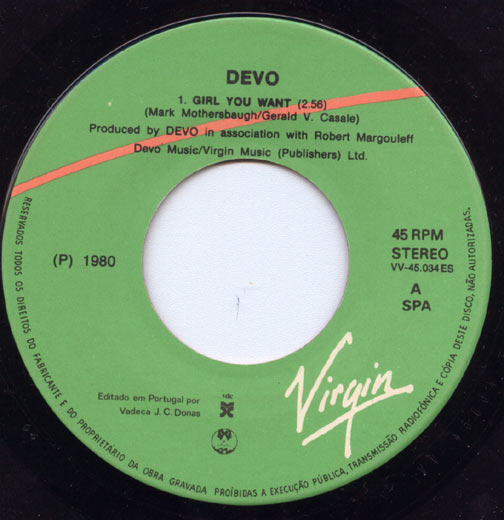 DEVO
1. GIRL YOU WANT (2.56)
(Mark Mothersbaugh/Gerald V. Casale)
Produced by DEVO in association with Robert Margouleff
Devo Music/Virgin Music (Publishers) Ltd.
(P) 1980
45 RPM
STEREO
VV-45.034ES
A
SPA
Editado em Portugal por
Vadeca J.C. Donas
Virgin
RESERVADOS TODOS OS DIREITOS DO FABRICANTE E DO PROPRIETÁRIO DA OBRA GRAVADA PROÍBIDAS A EXECUÇÃO PÚBLICA, TRANSMISSÃO RADIOFÓNICA E CÓPIA DESTE DISCO, NÃO AUTORIZADAS.